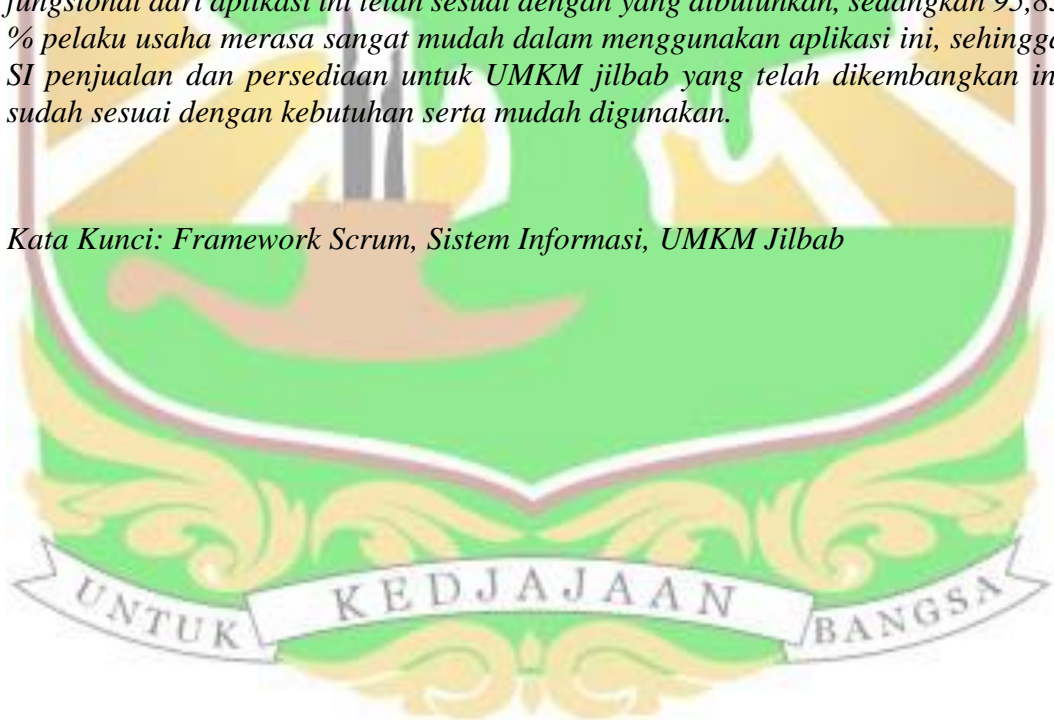 fungsional dari aplikasi ini telah sesuai dengan yang dibutuhkan, sedangkan 95,83
% pelaku usaha merasa sangat mudah dalam menggunakan aplikasi ini, sehingga
SI penjualan dan persediaan untuk UMKM jilbab yang telah dikembangkan ini
sudah sesuai dengan kebutuhan serta mudah digunakan.
Kata Kunci: Framework Scrum, Sistem Informasi, UMKM Jilbab
UNTUK KEDJAJAAN BANGSA